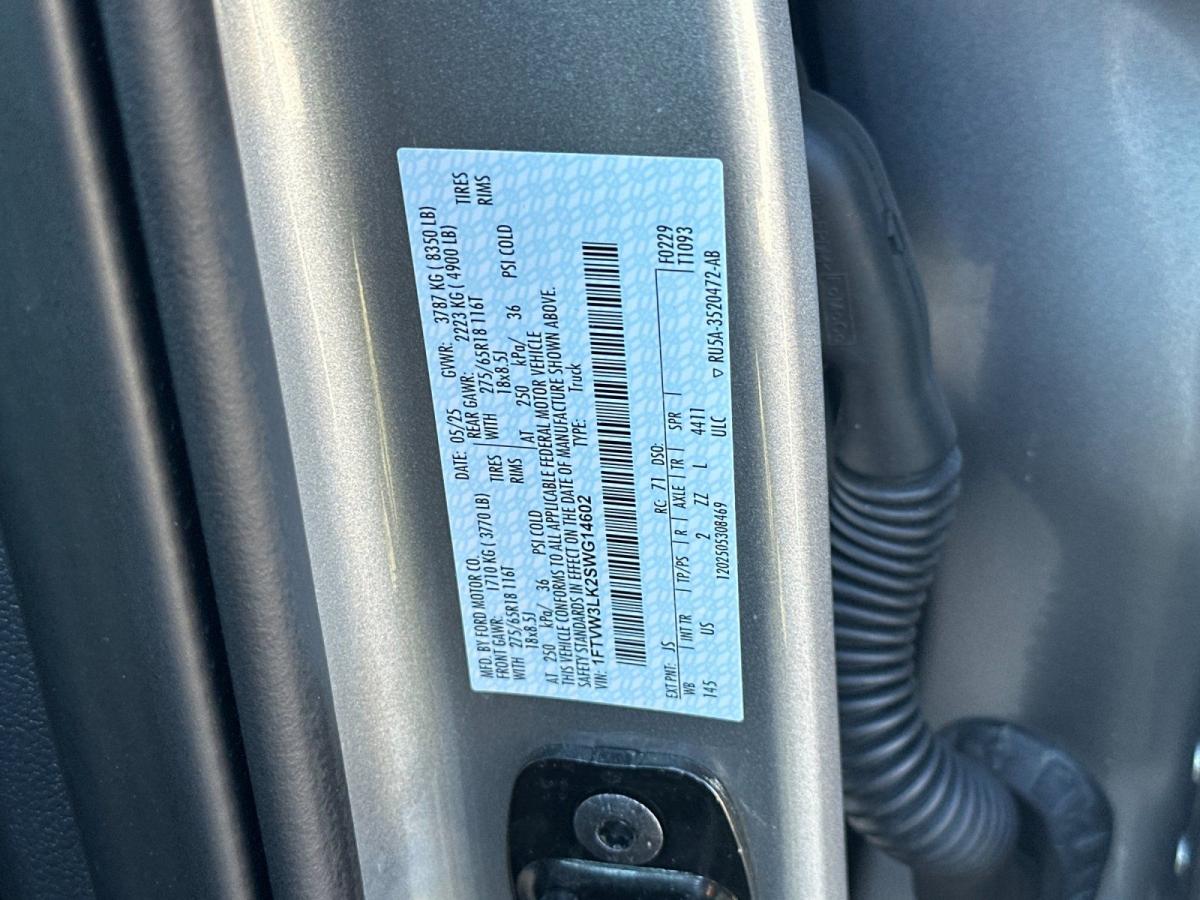 MFD. BY FORD MOTOR CO.
DATE: 05/25 GVWR: 3787 KG ( 8350 LB)
FRONT GAWR: 1710 KG ( 3770 LB)
REAR GAWR: 2223 KG ( 4900 LB)
WITH 275/65R18 116T TIRES
WITH 275/65R18 116T TIRES
18x8.5J RIMS
18x8.5J RIMS
AT 250 kPa/ 36 PSI COLD
AT 250 kPa/ 36 PSI COLD
THIS VEHICLE CONFORMS TO ALL APPLICABLE FEDERAL MOTOR VEHICLE
SAFETY STANDARDS IN EFFECT ON THE DATE OF MANUFACTURE SHOWN ABOVE.
VIN: 1FTVW3LK2SWG14602 TYPE: Truck
EXT PNT: JS RC: 71 DSO: F0229
WB INT TR TP/PS R AXLE TR SPR T1093
145 US 2 ZZ L 4411
1202505308469 ULC ▽ RU5A-3520472-AB